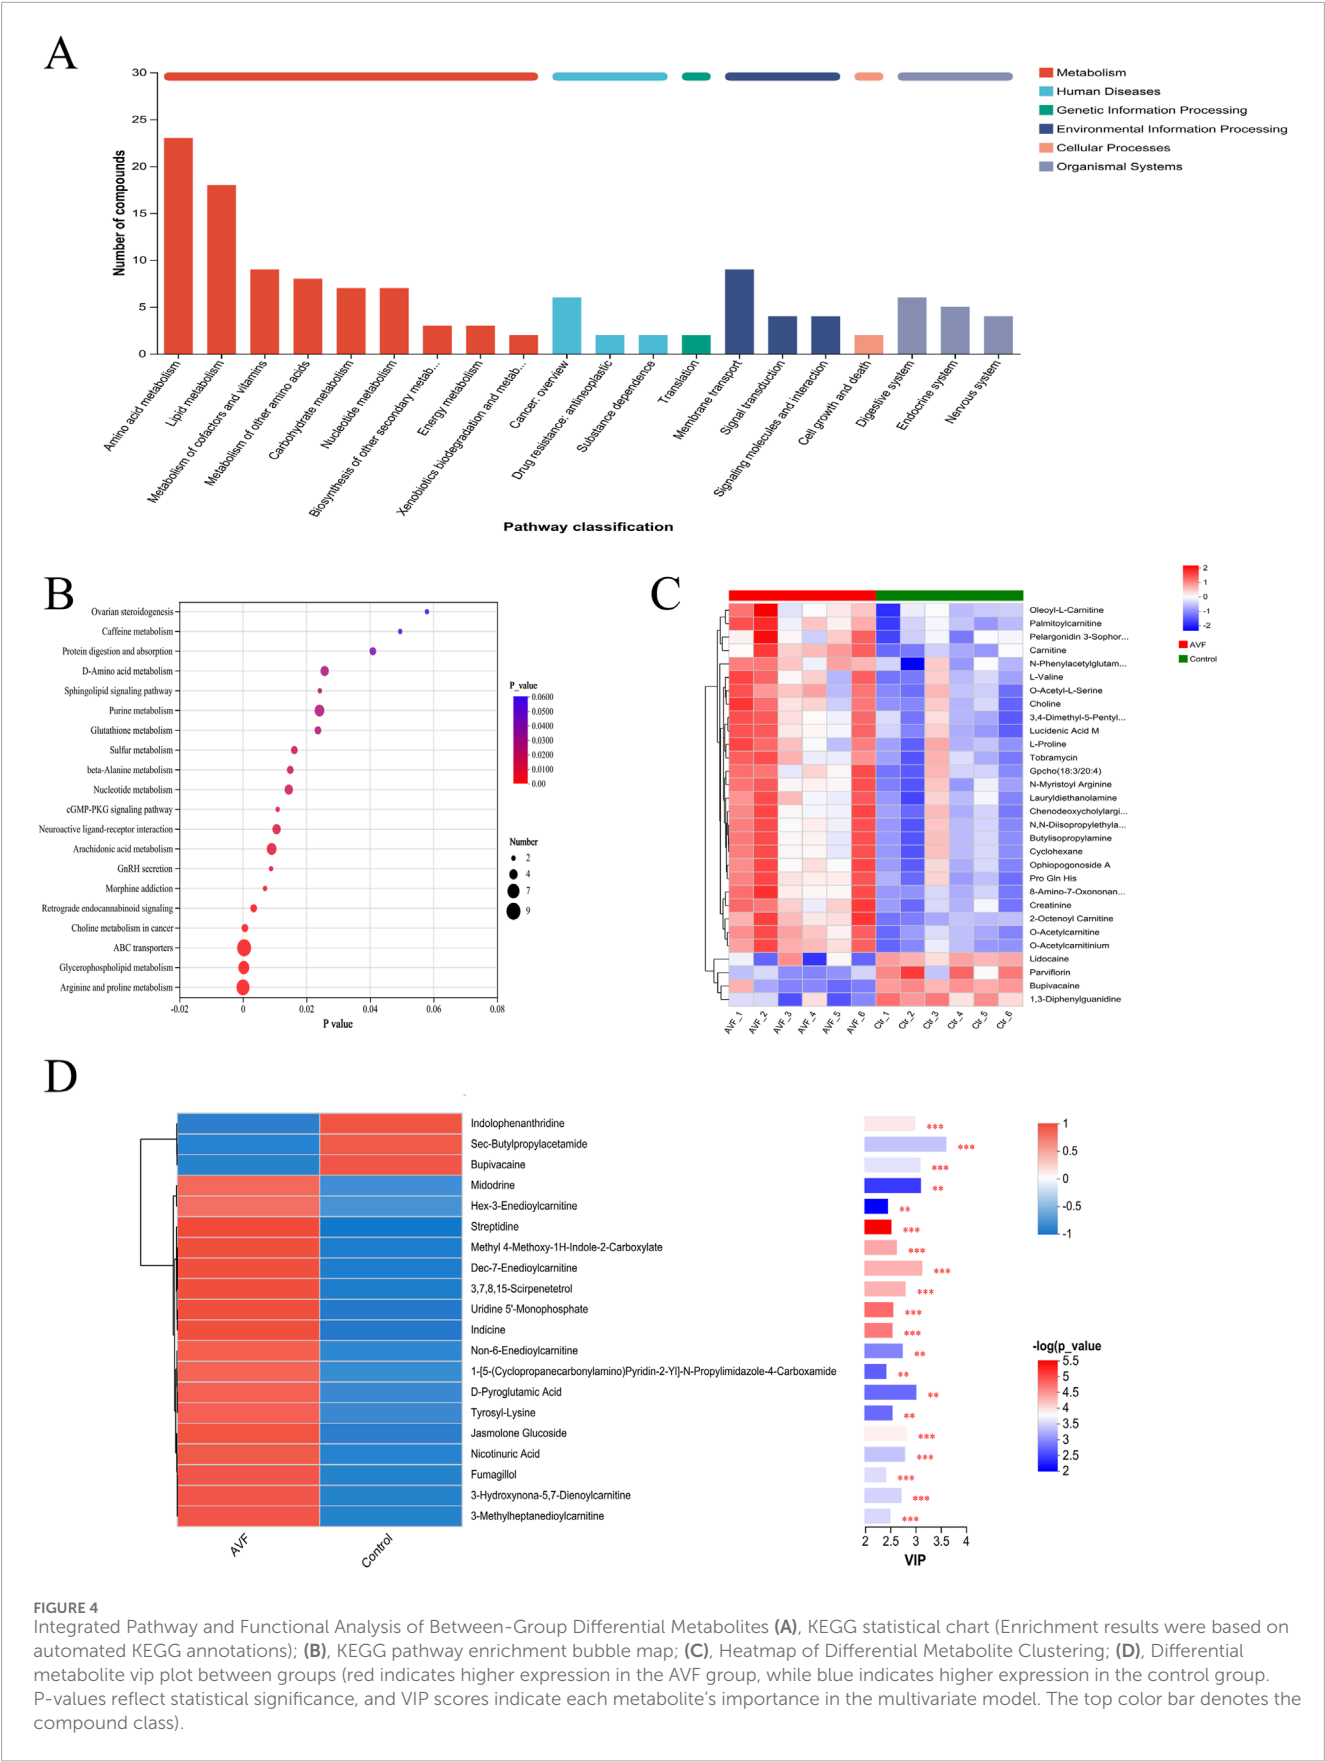 A
30
25
20
15
10
5
0
Number of compounds
Metabolism
Human Diseases
Genetic Information Processing
Environmental Information Processing
Cellular Processes
Organismal Systems
Amino acid metabolism
Lipid metabolism
Metabolism of cofactors and vitamins
Metabolism of other amino acids
Carbohydrate metabolism
Nucleotide metabolism
Biosynthesis of other secondary metab...
Energy metabolism
Xenobiotics biodegradation and metab...
Cancer: overview
Drug resistance: antineoplastic
Substance dependence
Translation
Membrane transport
Signal transduction
Signaling molecules and interaction
Cell growth and death
Digestive system
Endocrine system
Nervous system
Pathway classification
B
Ovarian steroidogenesis
Caffeine metabolism
Protein digestion and absorption
D-Amino acid metabolism
Sphingolipid signaling pathway
Purine metabolism
Glutathione metabolism
Sulfur metabolism
beta-Alanine metabolism
Nucleotide metabolism
cGMP-PKG signaling pathway
Neuroactive ligand-receptor interaction
Arachidonic acid metabolism
GnRH secretion
Morphine addiction
Retrograde endocannabinoid signaling
Choline metabolism in cancer
ABC transporters
Glycerophospholipid metabolism
Arginine and proline metabolism
-0.02 0 0.02 0.04 0.06 0.08
P value
P_value
0.0600
0.0500
0.0400
0.0300
0.0200
0.0100
0.00
Number
2
4
7
9
C
2
1
0
-1
-2
AVF
Control
Oleoyl-L-Carnitine
Palmitoylcarnitine
Pelargonidin 3-Sophor...
Carnitine
N-Phenylacetylglutam...
L-Valine
O-Acetyl-L-Serine
Choline
3,4-Dimethyl-5-Pentyl...
Lucidenic Acid M
L-Proline
Tobramycin
Gpcho(18:3/20:4)
N-Myristoyl Arginine
Lauryldiethanolamine
Chenodeoxycholylargi...
N,N-Diisopropylethyla...
Butylisopropylamine
Cyclohexane
Ophiopogonoside A
Pro Gln His
8-Amino-7-Oxononan...
Creatinine
2-Octenoyl Carnitine
O-Acetylcarnitine
O-Acetylcarnitinium
Lidocaine
Parviflorin
Bupivacaine
1,3-Diphenylguanidine
AVF_1 AVF_2 AVF_3 AVF_4 AVF_5 AVF_6 Ctr_1 Ctr_2 Ctr_3 Ctr_4 Ctr_5 Ctr_6
D
Indolophenanthridine ***
Sec-Butylpropylacetamide ***
Bupivacaine ***
Midodrine **
Hex-3-Enedioylcarnitine **
Streptidine ***
Methyl 4-Methoxy-1H-Indole-2-Carboxylate ***
Dec-7-Enedioylcarnitine ***
3,7,8,15-Scirpenetetrol ***
Uridine 5'-Monophosphate ***
Indicine ***
Non-6-Enedioylcarnitine **
1-[5-(Cyclopropanecarbonylamino)Pyridin-2-Yl]-N-Propylimidazole-4-Carboxamide **
D-Pyroglutamic Acid **
Tyrosyl-Lysine **
Jasmolone Glucoside ***
Nicotinuric Acid ***
Fumagillol ***
3-Hydroxynona-5,7-Dienoylcarnitine ***
3-Methylheptanedioylcarnitine ***
AVF Control
2 2.5 3 3.5 4
VIP
1
0.5
0
-0.5
-1
-log(p_value
5.5
5
4.5
4
3.5
3
2.5
2
FIGURE 4
Integrated Pathway and Functional Analysis of Between-Group Differential Metabolites (A), KEGG statistical chart (Enrichment results were based on
automated KEGG annotations); (B), KEGG pathway enrichment bubble map; (C), Heatmap of Differential Metabolite Clustering; (D), Differential
metabolite vip plot between groups (red indicates higher expression in the AVF group, while blue indicates higher expression in the control group.
P-values reflect statistical significance, and VIP scores indicate each metabolite's importance in the multivariate model. The top color bar denotes the
compound class).